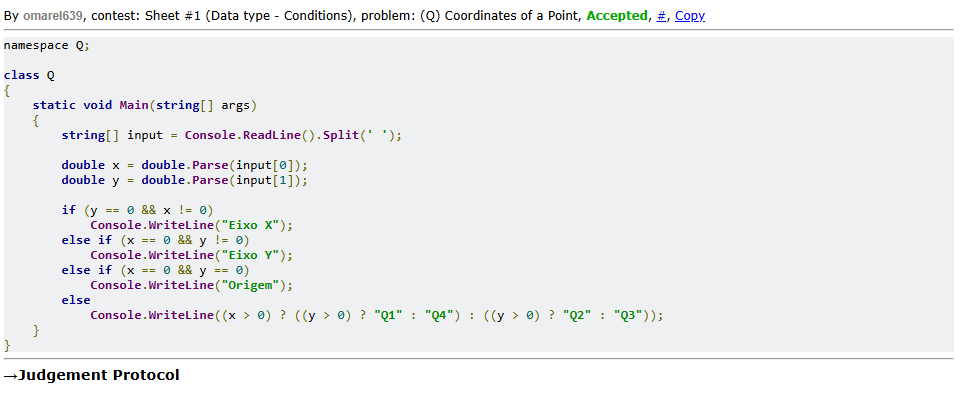 By omarel639, contest: Sheet #1 (Data type - Conditions), problem: (Q) Coordinates of a Point, Accepted, #, Copy
namespace Q;
class Q
{
static void Main(string[] args)
{
string[] input = Console.ReadLine().Split(' ');
double x = double.Parse(input[0]);
double y = double.Parse(input[1]);
if (y == 0 && x != 0)
Console.WriteLine("Eixo X");
else if (x == 0 && y != 0)
Console.WriteLine("Eixo Y");
else if (x == 0 && y == 0)
Console.WriteLine("Origem");
else
Console.WriteLine((x > 0) ? ((y > 0) ? "Q1" : "Q4") : ((y > 0) ? "Q2" : "Q3"));
}
}
→Judgement Protocol